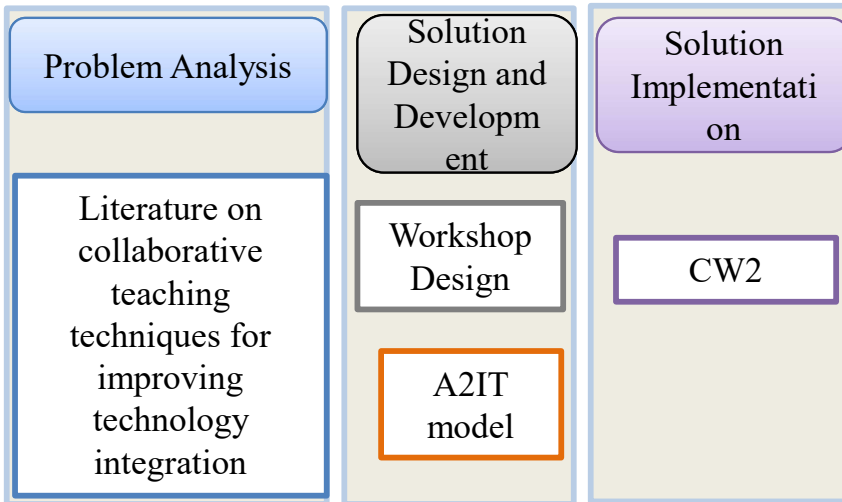 Problem Analysis
Literature on
collaborative
teaching
techniques for
improving
technology
integration
Solution
Design and
Developm
ent
Workshop
Design
A2IT
model
Solution
Implementati
on
CW2